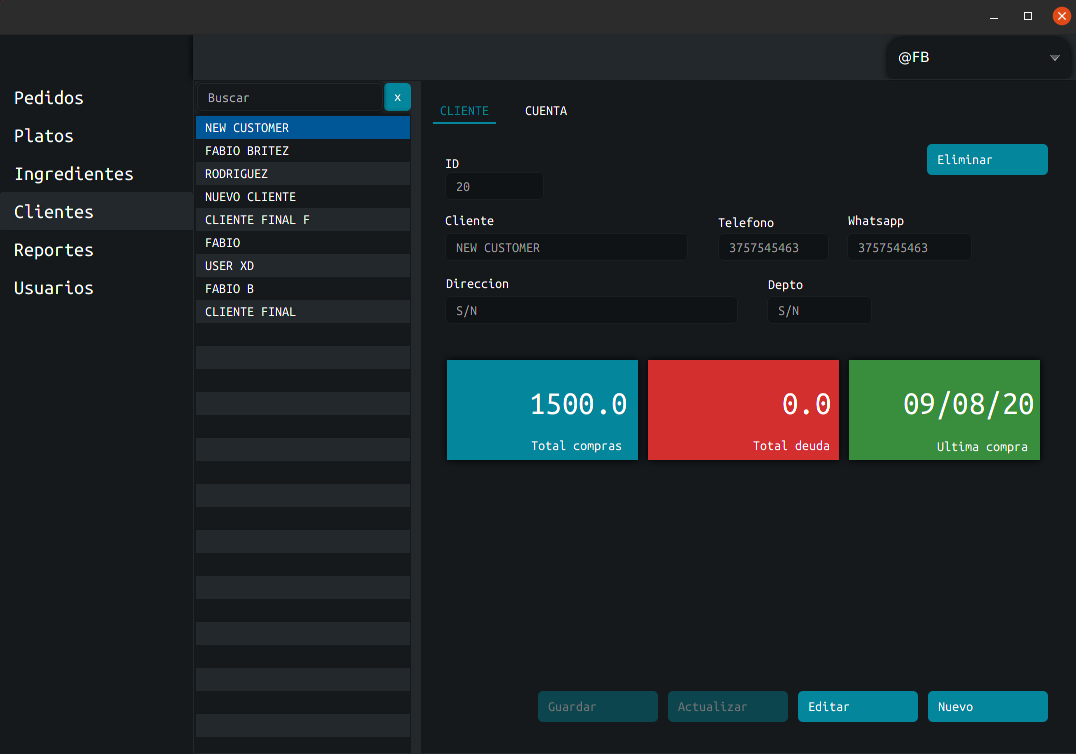 @FB
Pedidos
Platos
Ingredientes
Clientes
Reportes
Usuarios
Buscar
x
NEW CUSTOMER
FABIO BRITEZ
RODRIGUEZ
NUEVO CLIENTE
CLIENTE FINAL F
FABIO
USER XD
FABIO B
CLIENTE FINAL
CLIENTE CUENTA
ID
20
Eliminar
Cliente Telefono Whatsapp
NEW CUSTOMER 3757545463 3757545463
Direccion Depto
S/N S/N
1500.0
Total compras
0.0
Total deuda
09/08/20
Ultima compra
Guardar Actualizar Editar Nuevo